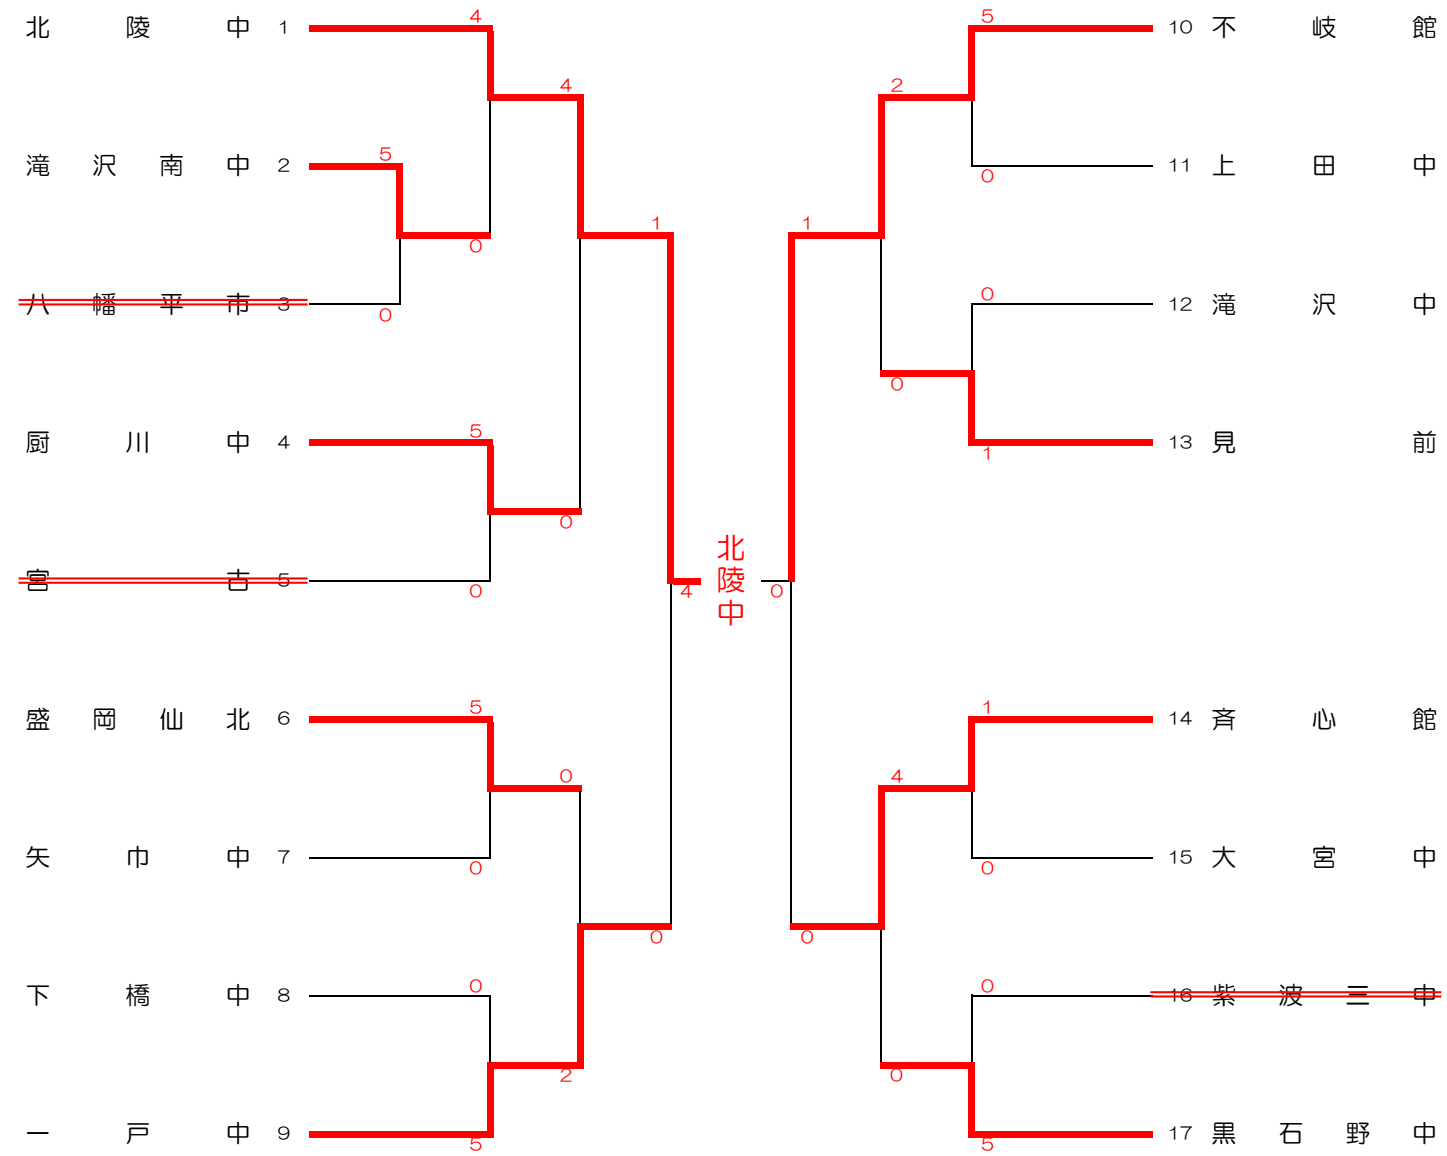 北陵中 1
滝沢南中 2
八幡平市 3
厨川中 4
宮古 5
盛岡仙北 6
矢巾中 7
下橋中 8
一戸中 9
4
5
0
0
5
0
5
0
0
5
4
0
0
2
1
0
4
北陵中
0
1
0
2
0
4
0
5
0
0
1
1
0
0
5
10 不岐館
11 上田中
12 滝沢中
13 見前
14 斉心館
15 大宮中
16 紫波三中
17 黒石野中